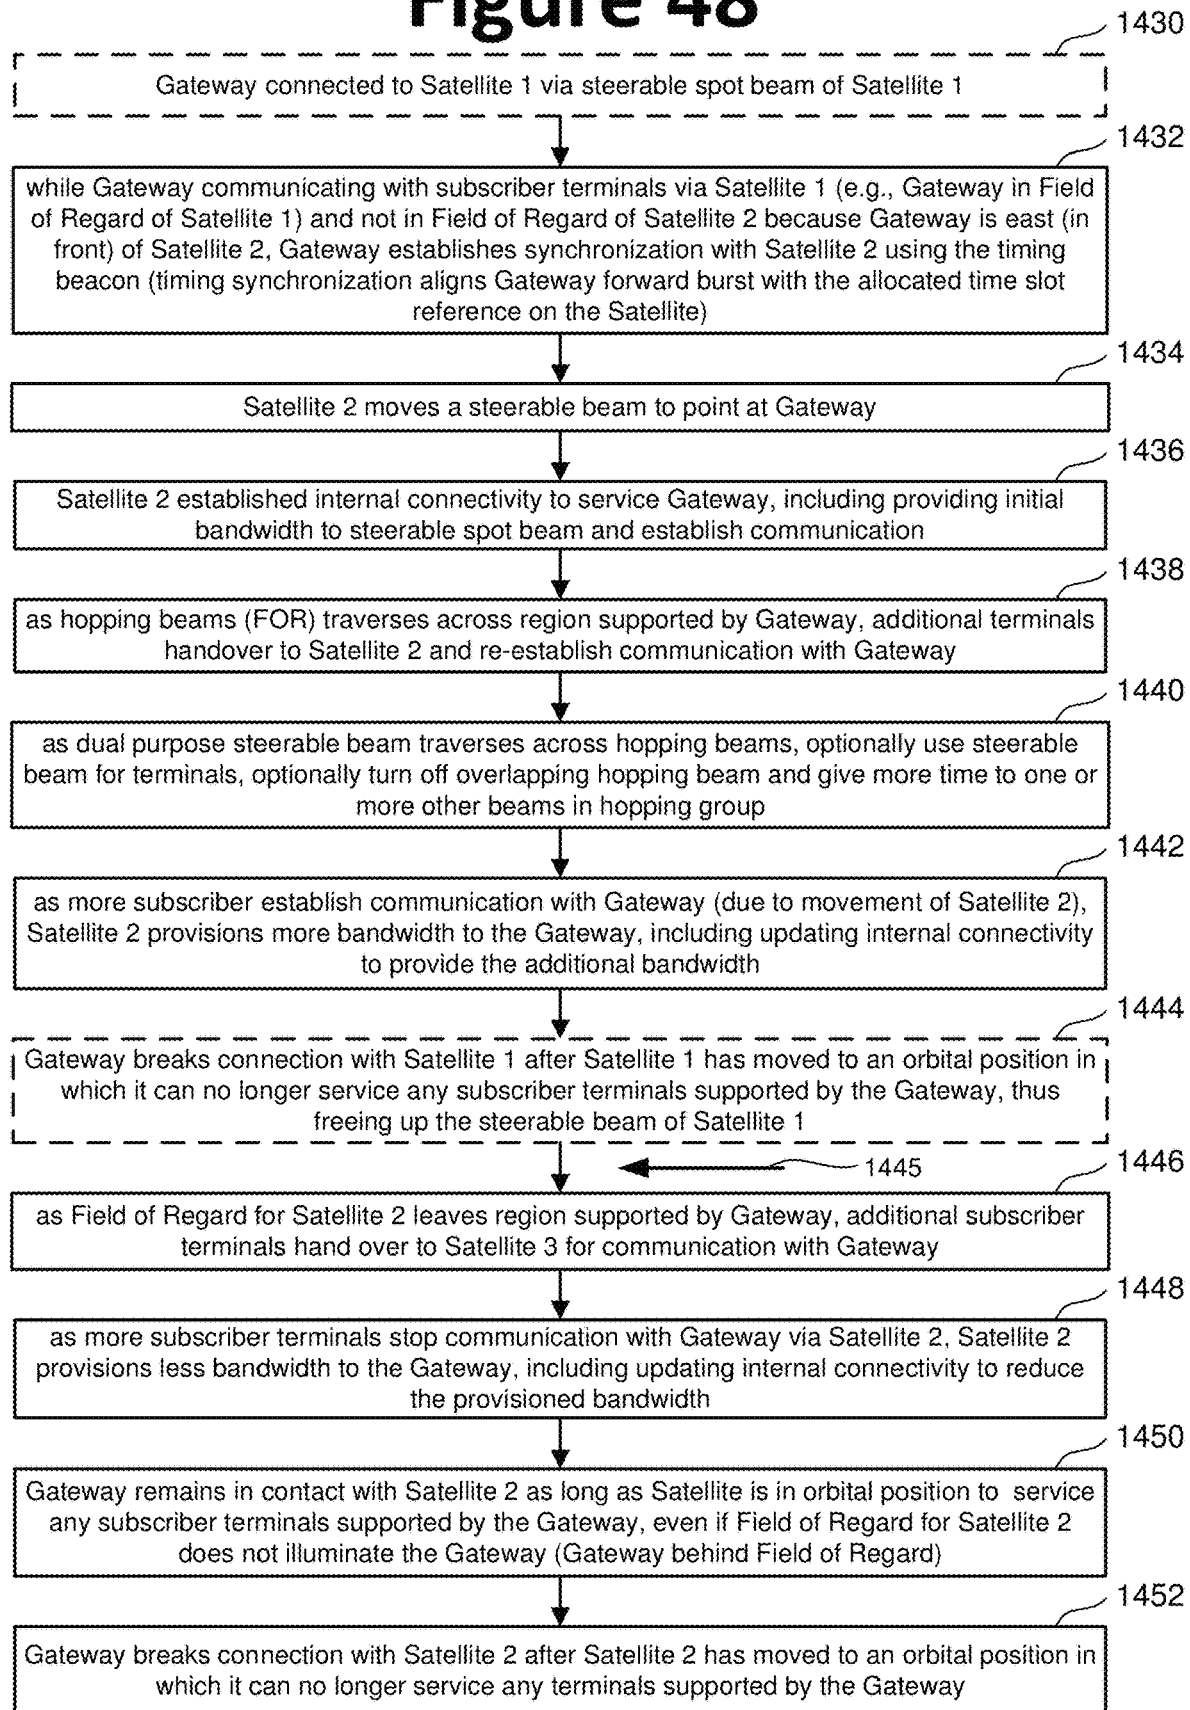 Figure 48
1430
Gateway connected to Satellite 1 via steerable spot beam of Satellite 1
1432
while Gateway communicating with subscriber terminals via Satellite 1 (e.g., Gateway in Field
of Regard of Satellite 1) and not in Field of Regard of Satellite 2 because Gateway is east (in
front) of Satellite 2, Gateway establishes synchronization with Satellite 2 using the timing
beacon (timing synchronization aligns Gateway forward burst with the allocated time slot
reference on the Satellite)
1434
Satellite 2 moves a steerable beam to point at Gateway
1436
Satellite 2 established internal connectivity to service Gateway, including providing initial
bandwidth to steerable spot beam and establish communication
1438
as hopping beams (FOR) traverses across region supported by Gateway, additional terminals
handover to Satellite 2 and re-establish communication with Gateway
1440
as dual purpose steerable beam traverses across hopping beams, optionally use steerable
beam for terminals, optionally turn off overlapping hopping beam and give more time to one or
more other beams in hopping group
1442
as more subscriber establish communication with Gateway (due to movement of Satellite 2),
Satellite 2 provisions more bandwidth to the Gateway, including updating internal connectivity
to provide the additional bandwidth
1444
Gateway breaks connection with Satellite 1 after Satellite 1 has moved to an orbital position in
which it can no longer service any subscriber terminals supported by the Gateway, thus
freeing up the steerable beam of Satellite 1
1445
1446
as Field of Regard for Satellite 2 leaves region supported by Gateway, additional subscriber
terminals hand over to Satellite 3 for communication with Gateway
1448
as more subscriber terminals stop communication with Gateway via Satellite 2, Satellite 2
provisions less bandwidth to the Gateway, including updating internal connectivity to reduce
the provisioned bandwidth
1450
Gateway remains in contact with Satellite 2 as long as Satellite is in orbital position to service
any subscriber terminals supported by the Gateway, even if Field of Regard for Satellite 2
does not illuminate the Gateway (Gateway behind Field of Regard)
1452
Gateway breaks connection with Satellite 2 after Satellite 2 has moved to an orbital position in
which it can no longer service any terminals supported by the Gateway